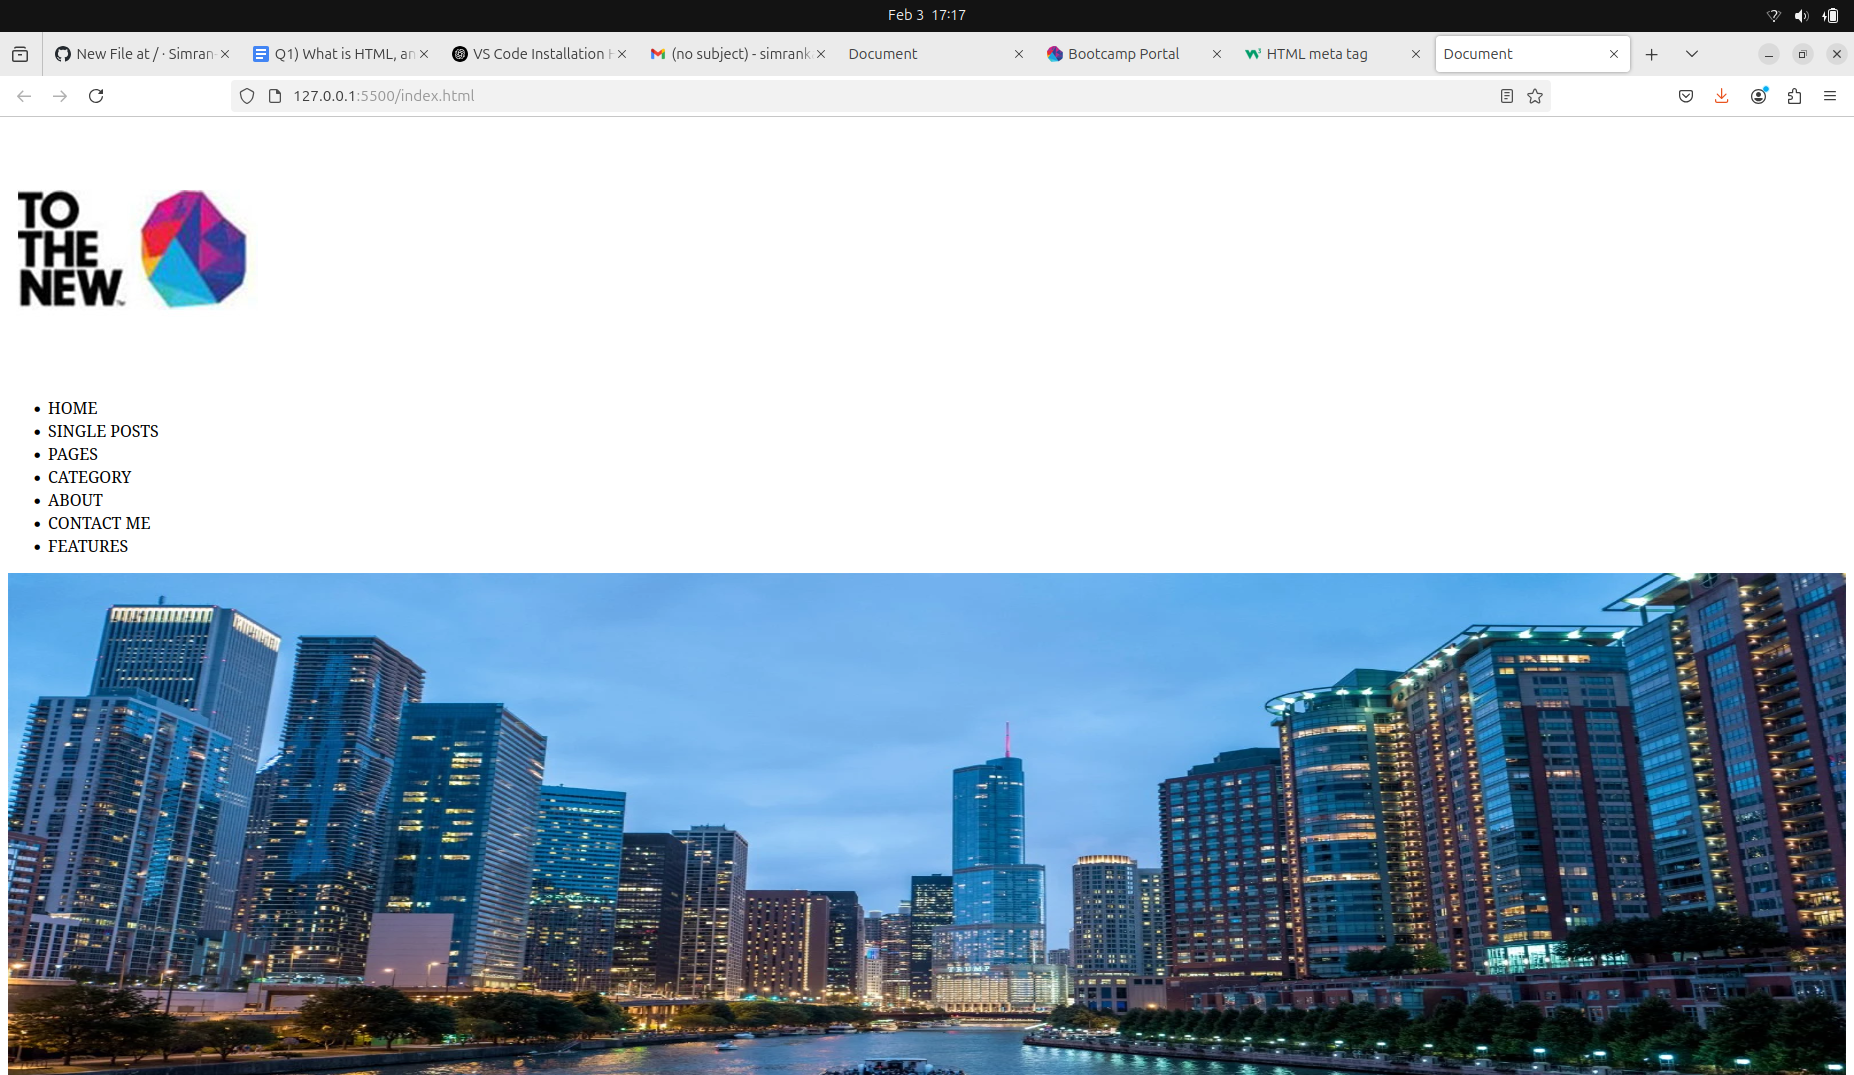 Feb 3 17:17
New File at / · Simran
Q1) What is HTML, an
VS Code Installation H
(no subject) - simrank
Document
Bootcamp Portal
HTML meta tag
Document
127.0.0.1:5500/index.html
TO
THE
NEW™
• HOME
• SINGLE POSTS
• PAGES
• CATEGORY
• ABOUT
• CONTACT ME
• FEATURES
TRUMP